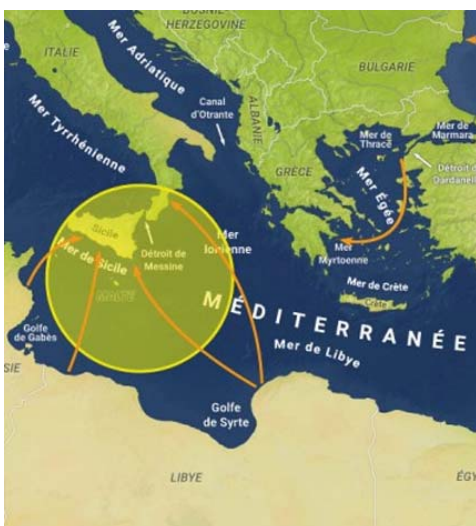 BOSNIE-
HERZÉGOVINE
ITALIE
Mer Adriatique
BULGARIE
Canal
d'Otrante
ALBANIE
Mer de
Thrace
Mer de
Marmara
Mer Tyrrhénienne
GRÈCE
Détroit d
Dardanell
Mer Égée
Sicile
Mer
Ionienne
Mer
Myrtoenne
Mer de Sicile
Détroit de
Messine
Mer de Crète
MALTE
Crète
MÉDITERRANÉE
Golfe
de Gabès
Mer de Libye
SIE
Golfe
de Syrte
LIBYE
ÉGY